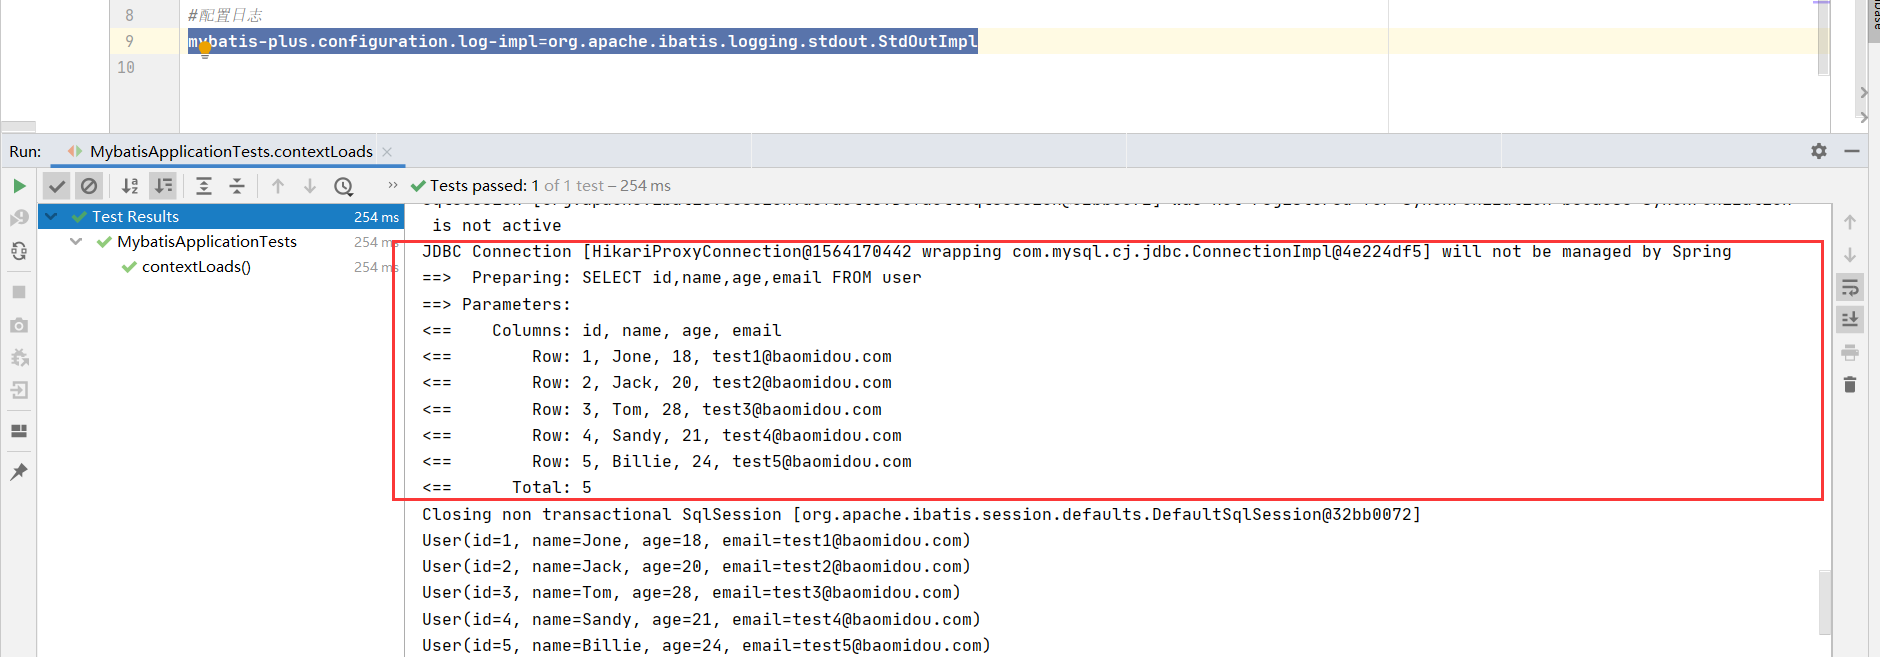 8 #配置日志
9 mybatis-plus.configuration.log-impl=org.apache.ibatis.logging.stdout.StdOutImpl
10
Run: MybatisApplicationTests.contextLoads
Tests passed: 1 of 1 test – 254 ms
Test Results 254 ms
MybatisApplicationTests 254 ms
contextLoads() 254 ms
is not active
JDBC Connection [HikariProxyConnection@1564170442 wrapping com.mysql.cj.jdbc.ConnectionImpl@4e224df5] will not be managed by Spring
==>  Preparing: SELECT id,name,age,email FROM user
==> Parameters:
<==    Columns: id, name, age, email
<==        Row: 1, Jone, 18, test1@baomidou.com
<==        Row: 2, Jack, 20, test2@baomidou.com
<==        Row: 3, Tom, 28, test3@baomidou.com
<==        Row: 4, Sandy, 21, test4@baomidou.com
<==        Row: 5, Billie, 24, test5@baomidou.com
<==      Total: 5
Closing non transactional SqlSession [org.apache.ibatis.session.defaults.DefaultSqlSession@32bb0072]
User(id=1, name=Jone, age=18, email=test1@baomidou.com)
User(id=2, name=Jack, age=20, email=test2@baomidou.com)
User(id=3, name=Tom, age=28, email=test3@baomidou.com)
User(id=4, name=Sandy, age=21, email=test4@baomidou.com)
User(id=5, name=Billie, age=24, email=test5@baomidou.com)